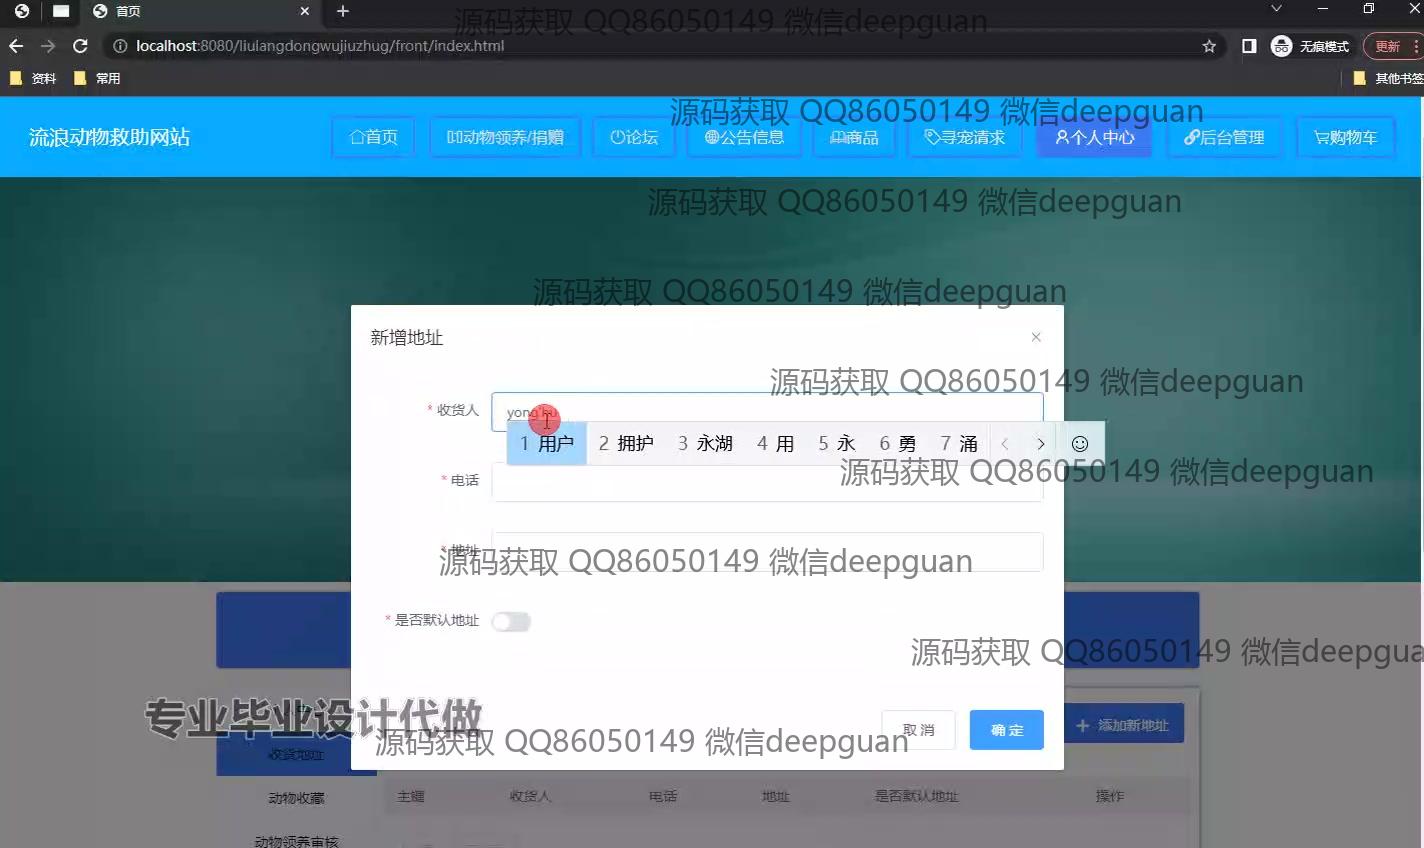 首页
源码获取 QQ86050149 微信deepguan
localhost:8080/liulangdongwujiuzhug/front/index.html
无痕模式
更新
资料
常用
其他书签
源码获取 QQ86050149 微信deepguan
流浪动物救助网站
首页
动物领养/捐赠
论坛
公告信息
商品
寻宠请求
个人中心
后台管理
购物车
源码获取 QQ86050149 微信deepguan
源码获取 QQ86050149 微信deepguan
新增地址
源码获取 QQ86050149 微信deepguan
* 收货人
yong'hu
1 用户 2 拥护 3 永湖 4 用 5 永 6 勇 7 涌
源码获取 QQ86050149 微信deepguan
* 电话
* 地址
源码获取 QQ86050149 微信deepguan
* 是否默认地址
源码获取 QQ86050149 微信deepgua
专业毕业设计代做
取消
确定
+ 添加新地址
源码获取 QQ86050149 微信deepguan
收货地址
动物收藏
主键
收货人
电话
地址
是否默认地址
操作
动物领养审核